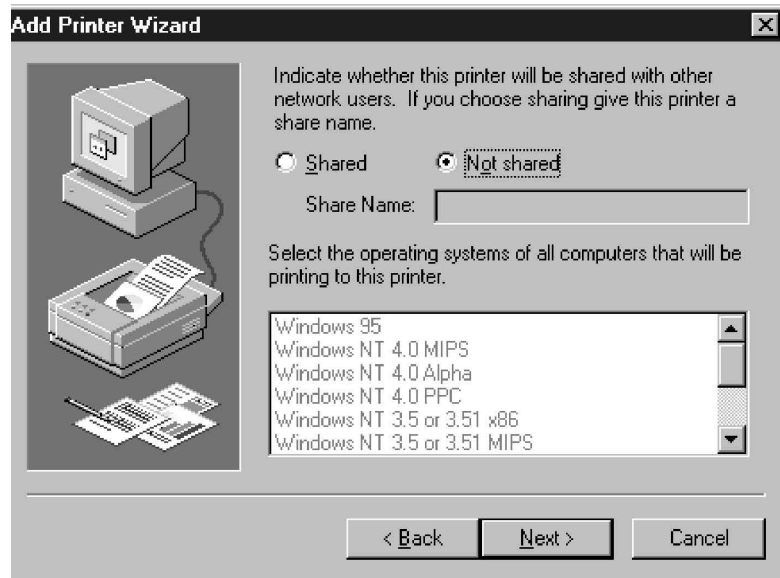 Add Printer Wizard
Indicate whether this printer will be shared with other
network users. If you choose sharing give this printer a
share name.
Shared Not shared
Share Name:
Select the operating systems of all computers that will be
printing to this printer.
Windows 95
Windows NT 4.0 MIPS
Windows NT 4.0 Alpha
Windows NT 4.0 PPC
Windows NT 3.5 or 3.51 x86
Windows NT 3.5 or 3.51 MIPS
< Back Next > Cancel